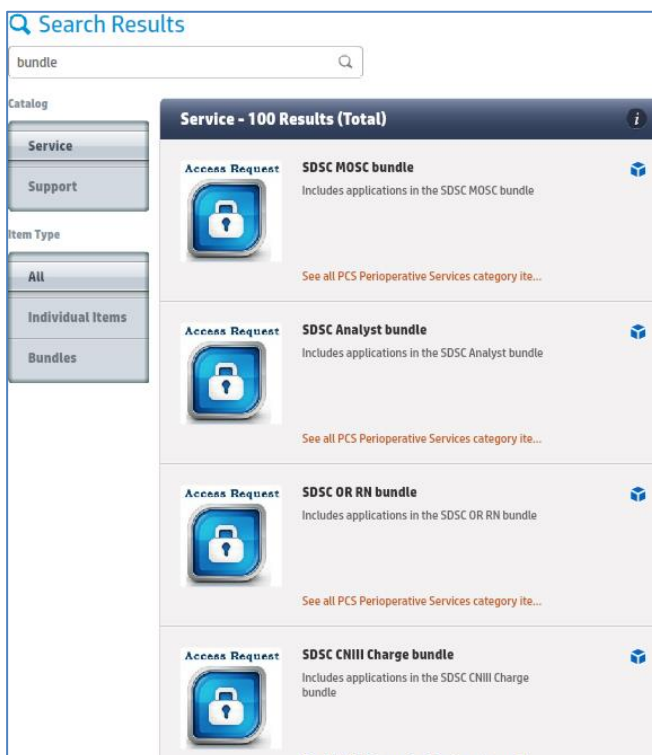 Search Results
bundle
Catalog
Service
Support
Item Type
All
Individual Items
Bundles
Service - 100 Results (Total)
i
Access Request
SDSC MOSC bundle
Includes applications in the SDSC MOSC bundle
See all PCS Perioperative Services category ite...
Access Request
SDSC Analyst bundle
Includes applications in the SDSC Analyst bundle
See all PCS Perioperative Services category ite...
Access Request
SDSC OR RN bundle
Includes applications in the SDSC OR RN bundle
See all PCS Perioperative Services category ite...
Access Request
SDSC CNIII Charge bundle
Includes applications in the SDSC CNIII Charge
bundle